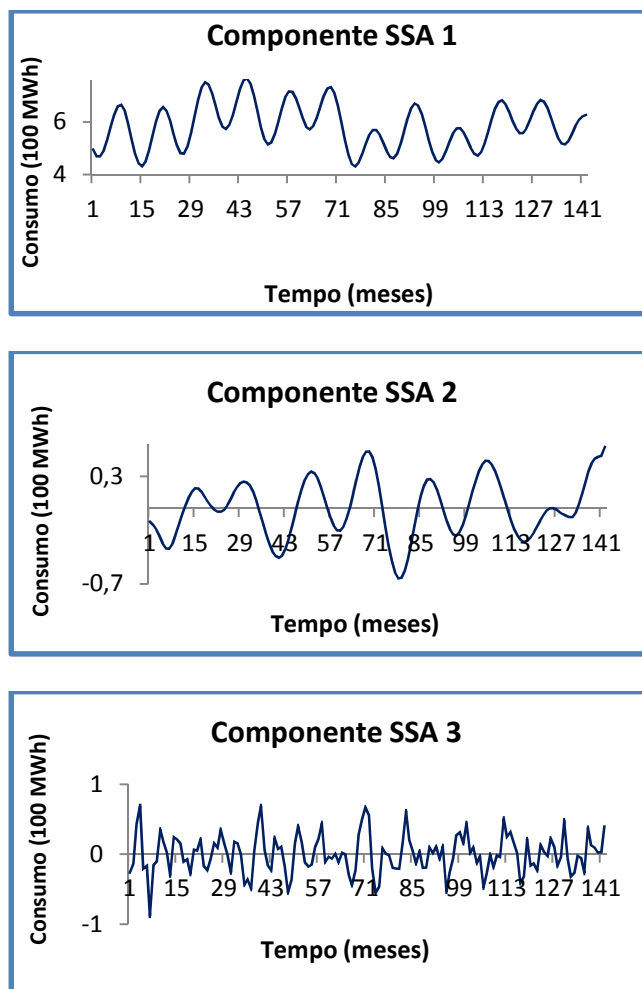 Componente SSA 1
Consumo (100 MWh)
6
4
1 15 29 43 57 71 85 99 113 127 141
Tempo (meses)
Componente SSA 2
Consumo (100 MWh)
0,3
-0,7
1 15 29 43 57 71 85 99 113 127 141
Tempo (meses)
Componente SSA 3
Consumo (100 MWh)
1
0
-1
1 15 29 43 57 71 85 99 113 127 141
Tempo (meses)